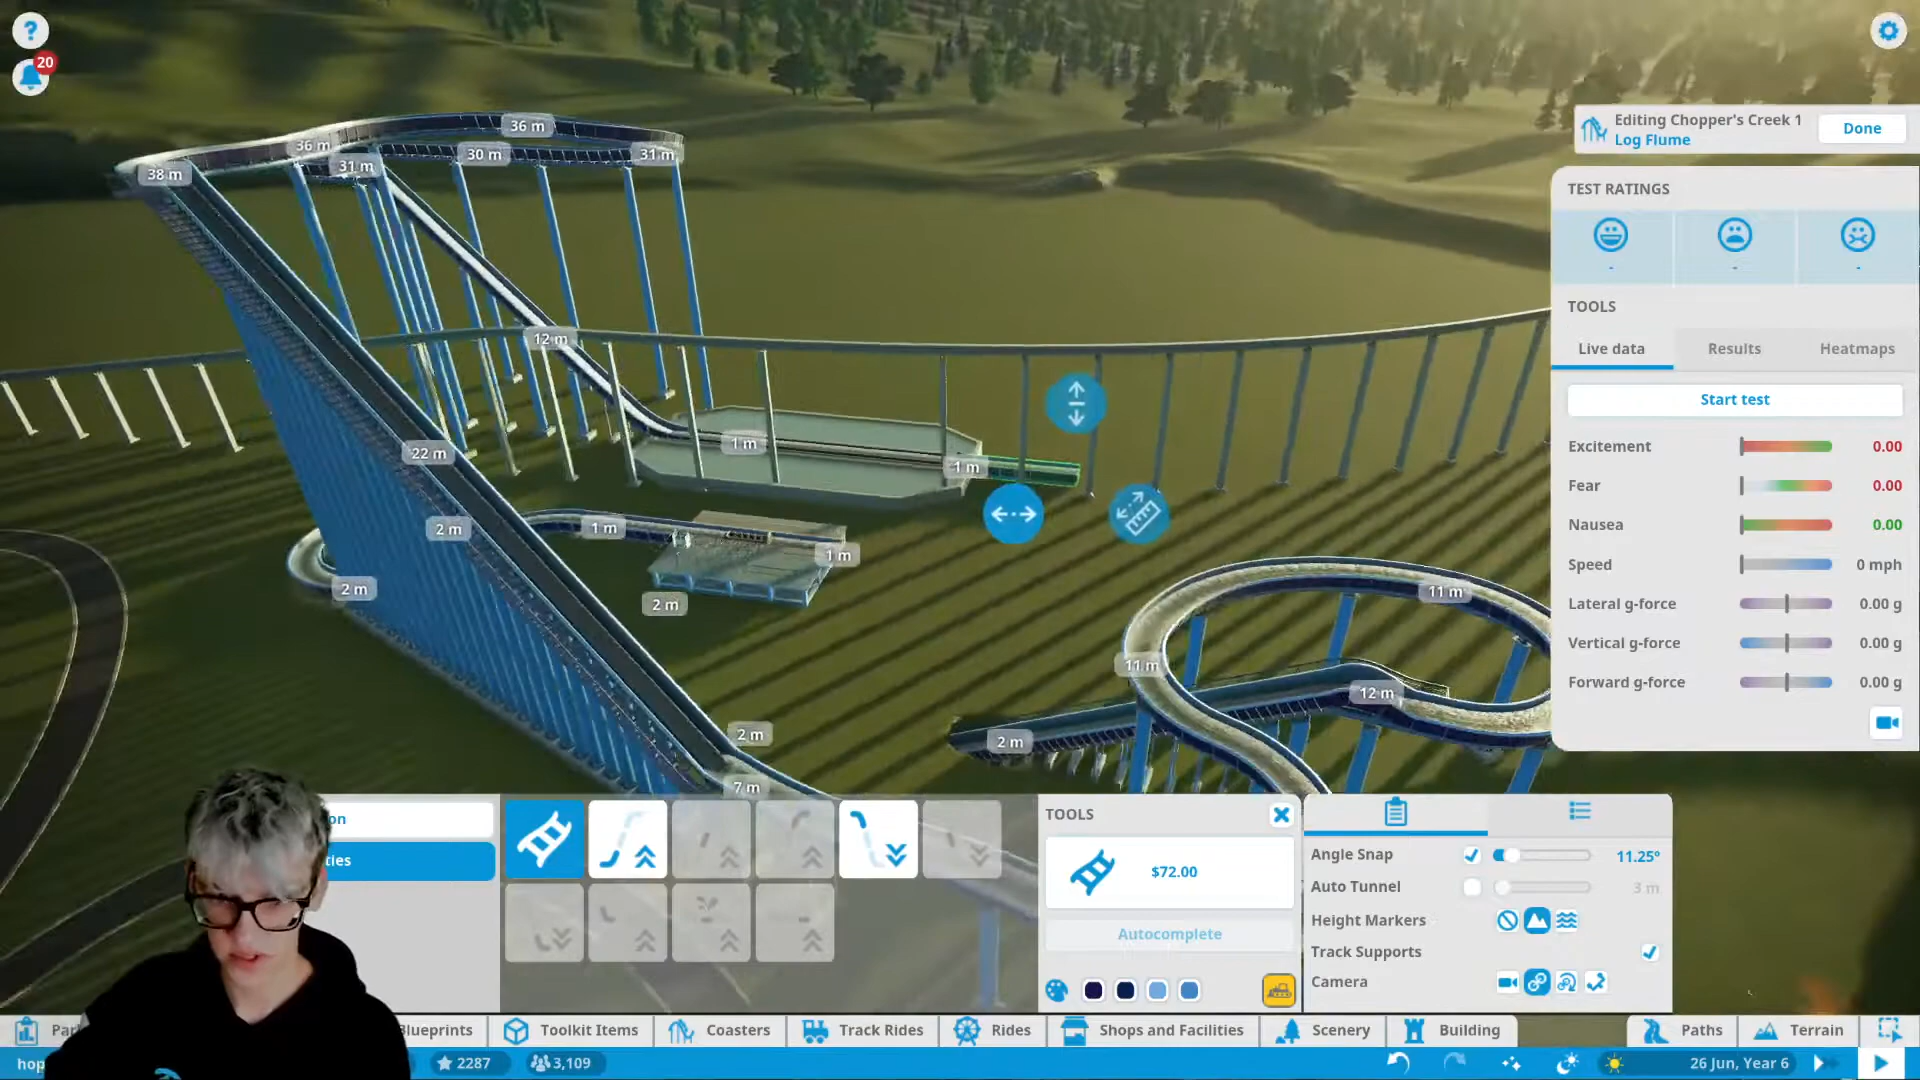 ?
20
Editing Chopper's Creek 1
Log Flume
Done
36 m
36 m
31 m
30 m
31 m
38 m
12 m
22 m
1 m
1 m
2 m
1 m
1 m
2 m
2 m
11 m
11 m
12 m
2 m
2 m
7 m
TEST RATINGS
-
-
-
TOOLS
Live data
Results
Heatmaps
Start test
Excitement 0.00
Fear 0.00
Nausea 0.00
Speed 0 mph
Lateral g-force 0.00 g
Vertical g-force 0.00 g
Forward g-force 0.00 g
on
ties
TOOLS
$72.00
Autocomplete
Angle Snap 11.25°
Auto Tunnel 3 m
Height Markers
Track Supports
Camera
Par
Blueprints
Toolkit Items
Coasters
Track Rides
Rides
Shops and Facilities
Scenery
Building
Paths
Terrain
hop
2287
3,109
26 Jun, Year 6